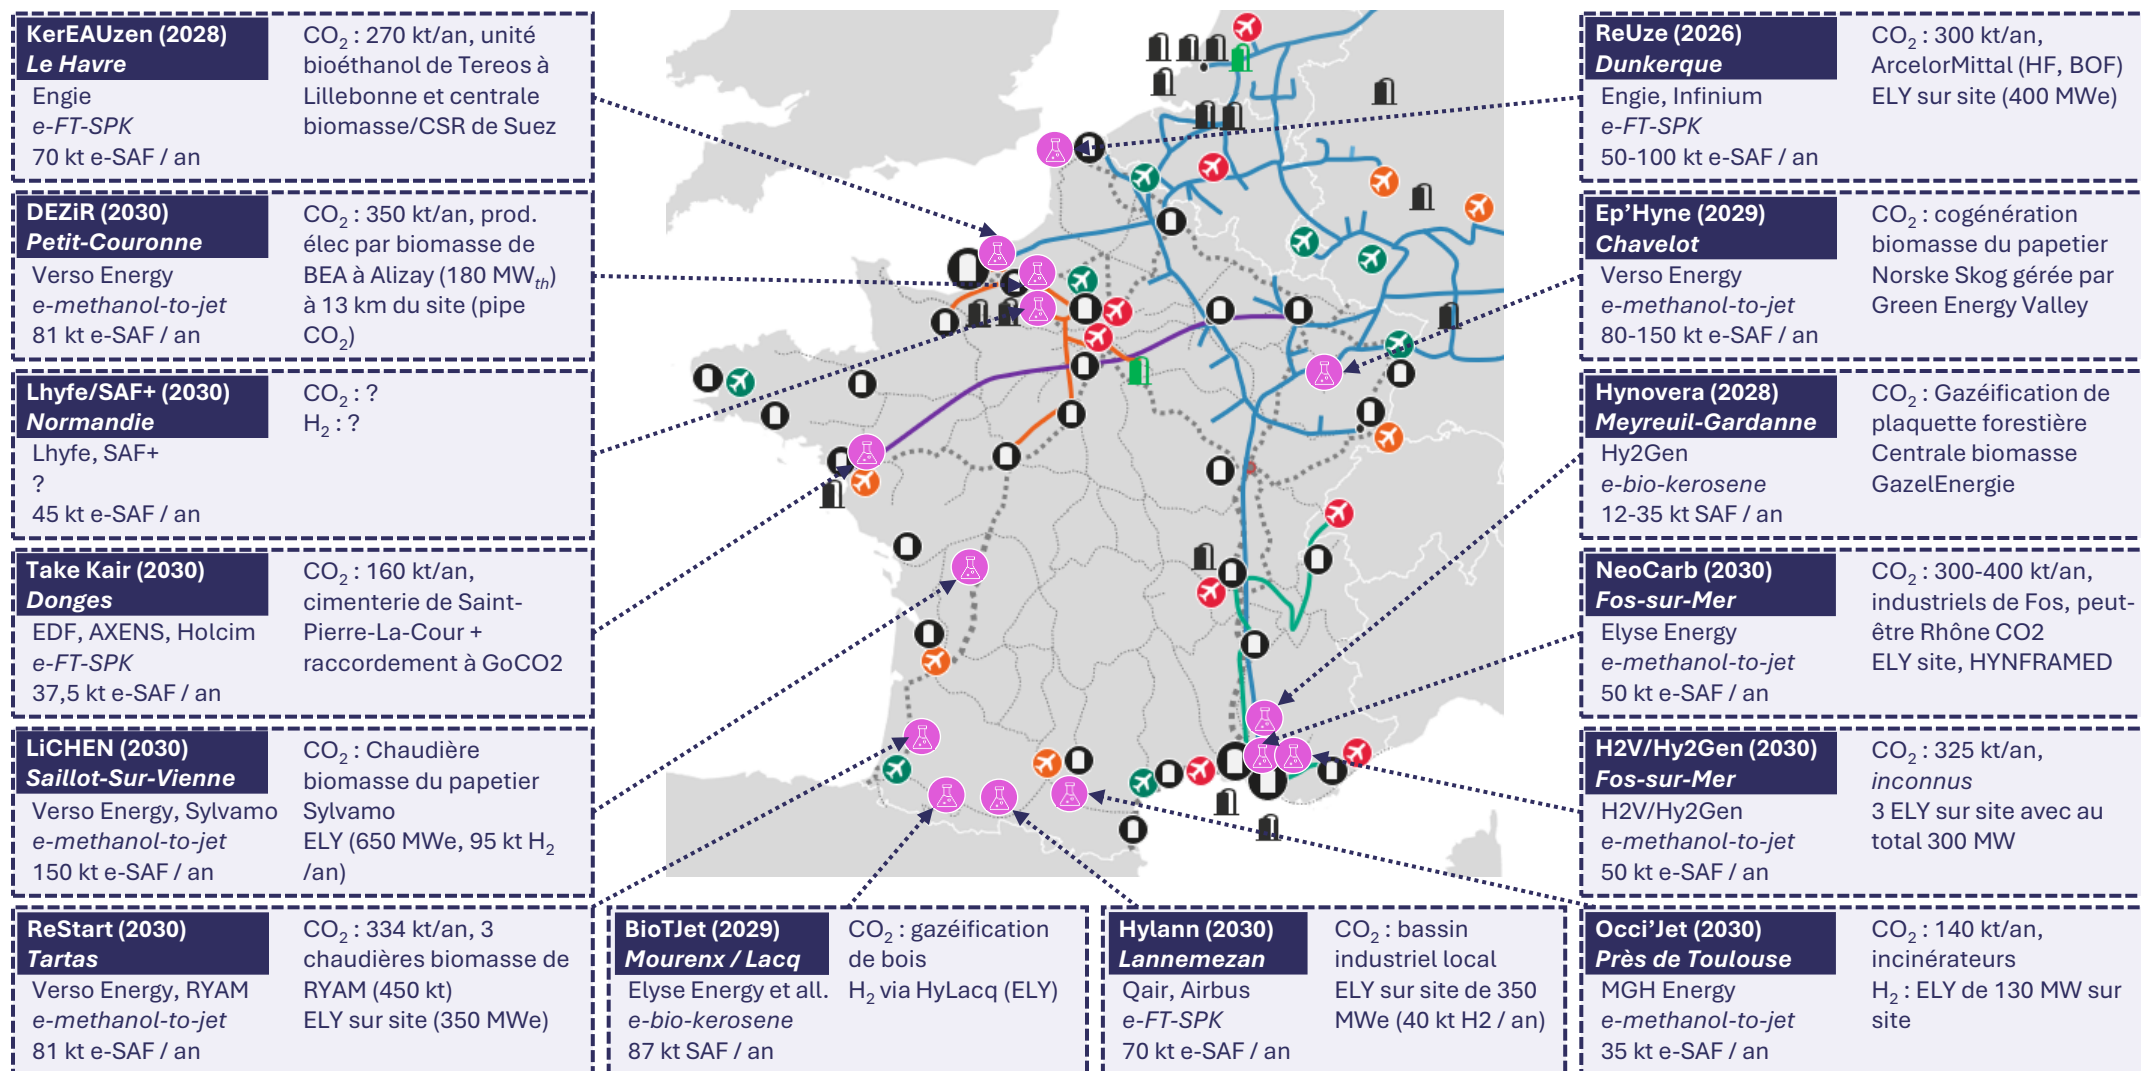 KerEAUzen (2028)
Le Havre
Engie
e-FT-SPK
70 kt e-SAF / an
CO2 : 270 kt/an, unité
bioéthanol de Tereos à
Lillebonne et centrale
biomasse/CSR de Suez
DEZiR (2030)
Petit-Couronne
Verso Energy
e-methanol-to-jet
81 kt e-SAF / an
CO2 : 350 kt/an, prod.
élec par biomasse de
BEA à Alizay (180 MWth)
à 13 km du site (pipe
CO2)
Lhyfe/SAF+ (2030)
Normandie
Lhyfe, SAF+
?
45 kt e-SAF / an
CO2 : ?
H2 : ?
Take Kair (2030)
Donges
EDF, AXENS, Holcim
e-FT-SPK
37,5 kt e-SAF / an
CO2 : 160 kt/an,
cimenterie de Saint-
Pierre-La-Cour +
raccordement à GoCO2
LiCHEN (2030)
Saillot-Sur-Vienne
Verso Energy, Sylvamo
e-methanol-to-jet
150 kt e-SAF / an
CO2 : Chaudière
biomasse du papetier
Sylvamo
ELY (650 MWe, 95 kt H2
/an)
ReStart (2030)
Tartas
Verso Energy, RYAM
e-methanol-to-jet
81 kt e-SAF / an
CO2 : 334 kt/an, 3
chaudières biomasse de
RYAM (450 kt)
ELY sur site (350 MWe)
BioTJet (2029)
Mourenx / Lacq
Elyse Energy et all.
e-bio-kerosene
87 kt SAF / an
CO2 : gazéification
de bois
H2 via HyLacq (ELY)
Hylann (2030)
Lannemezan
Qair, Airbus
e-FT-SPK
70 kt e-SAF / an
CO2 : bassin
industriel local
ELY sur site de 350
MWe (40 kt H2 / an)
ReUze (2026)
Dunkerque
Engie, Infinium
e-FT-SPK
50-100 kt e-SAF / an
CO2 : 300 kt/an,
ArcelorMittal (HF, BOF)
ELY sur site (400 MWe)
Ep’Hyne (2029)
Chavelot
Verso Energy
e-methanol-to-jet
80-150 kt e-SAF / an
CO2 : cogénération
biomasse du papetier
Norske Skog gérée par
Green Energy Valley
Hynovera (2028)
Meyreuil-Gardanne
Hy2Gen
e-bio-kerosene
12-35 kt SAF / an
CO2 : Gazéification de
plaquette forestière
Centrale biomasse
GazelEnergie
NeoCarb (2030)
Fos-sur-Mer
Elyse Energy
e-methanol-to-jet
50 kt e-SAF / an
CO2 : 300-400 kt/an,
industriels de Fos, peut-
être Rhône CO2
ELY site, HYNFRAMED
H2V/Hy2Gen (2030)
Fos-sur-Mer
H2V/Hy2Gen
e-methanol-to-jet
50 kt e-SAF / an
CO2 : 325 kt/an,
inconnus
3 ELY sur site avec au
total 300 MW
Occi’Jet (2030)
Près de Toulouse
MGH Energy
e-methanol-to-jet
35 kt e-SAF / an
CO2 : 140 kt/an,
incinérateurs
H2 : ELY de 130 MW sur
site